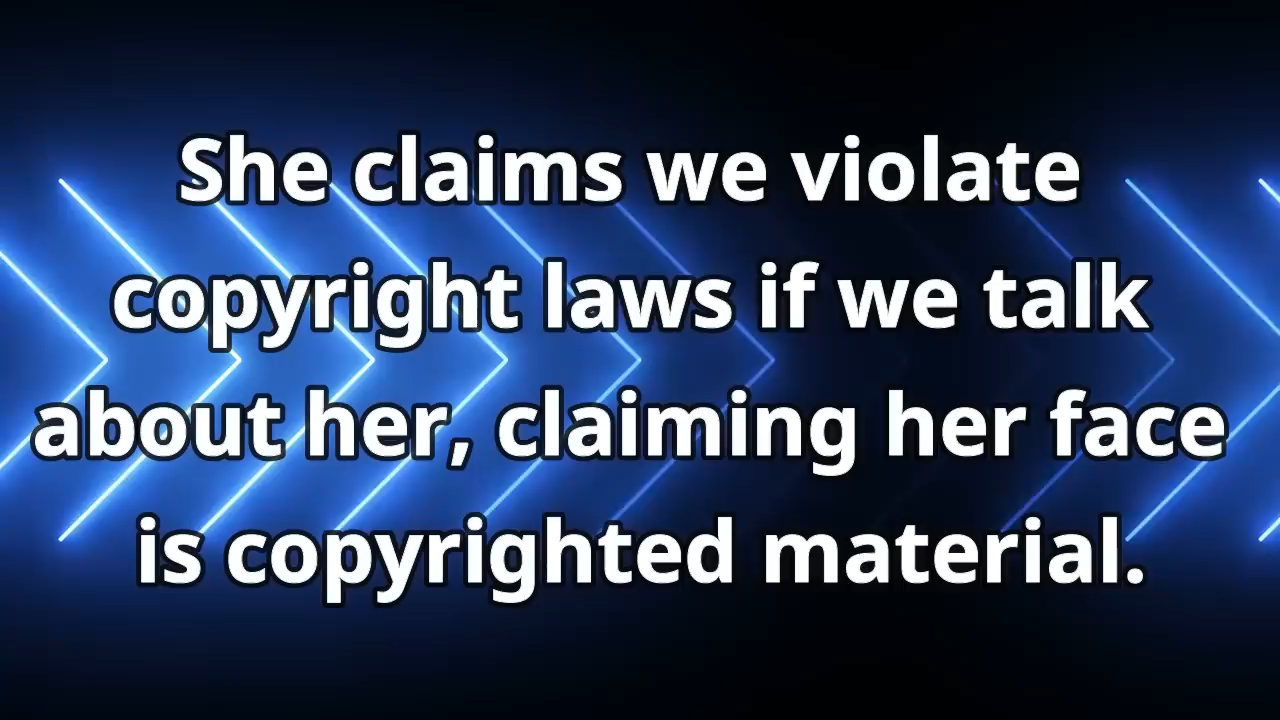 She claims we violate
copyright laws if we talk
about her, claiming her face
is copyrighted material.